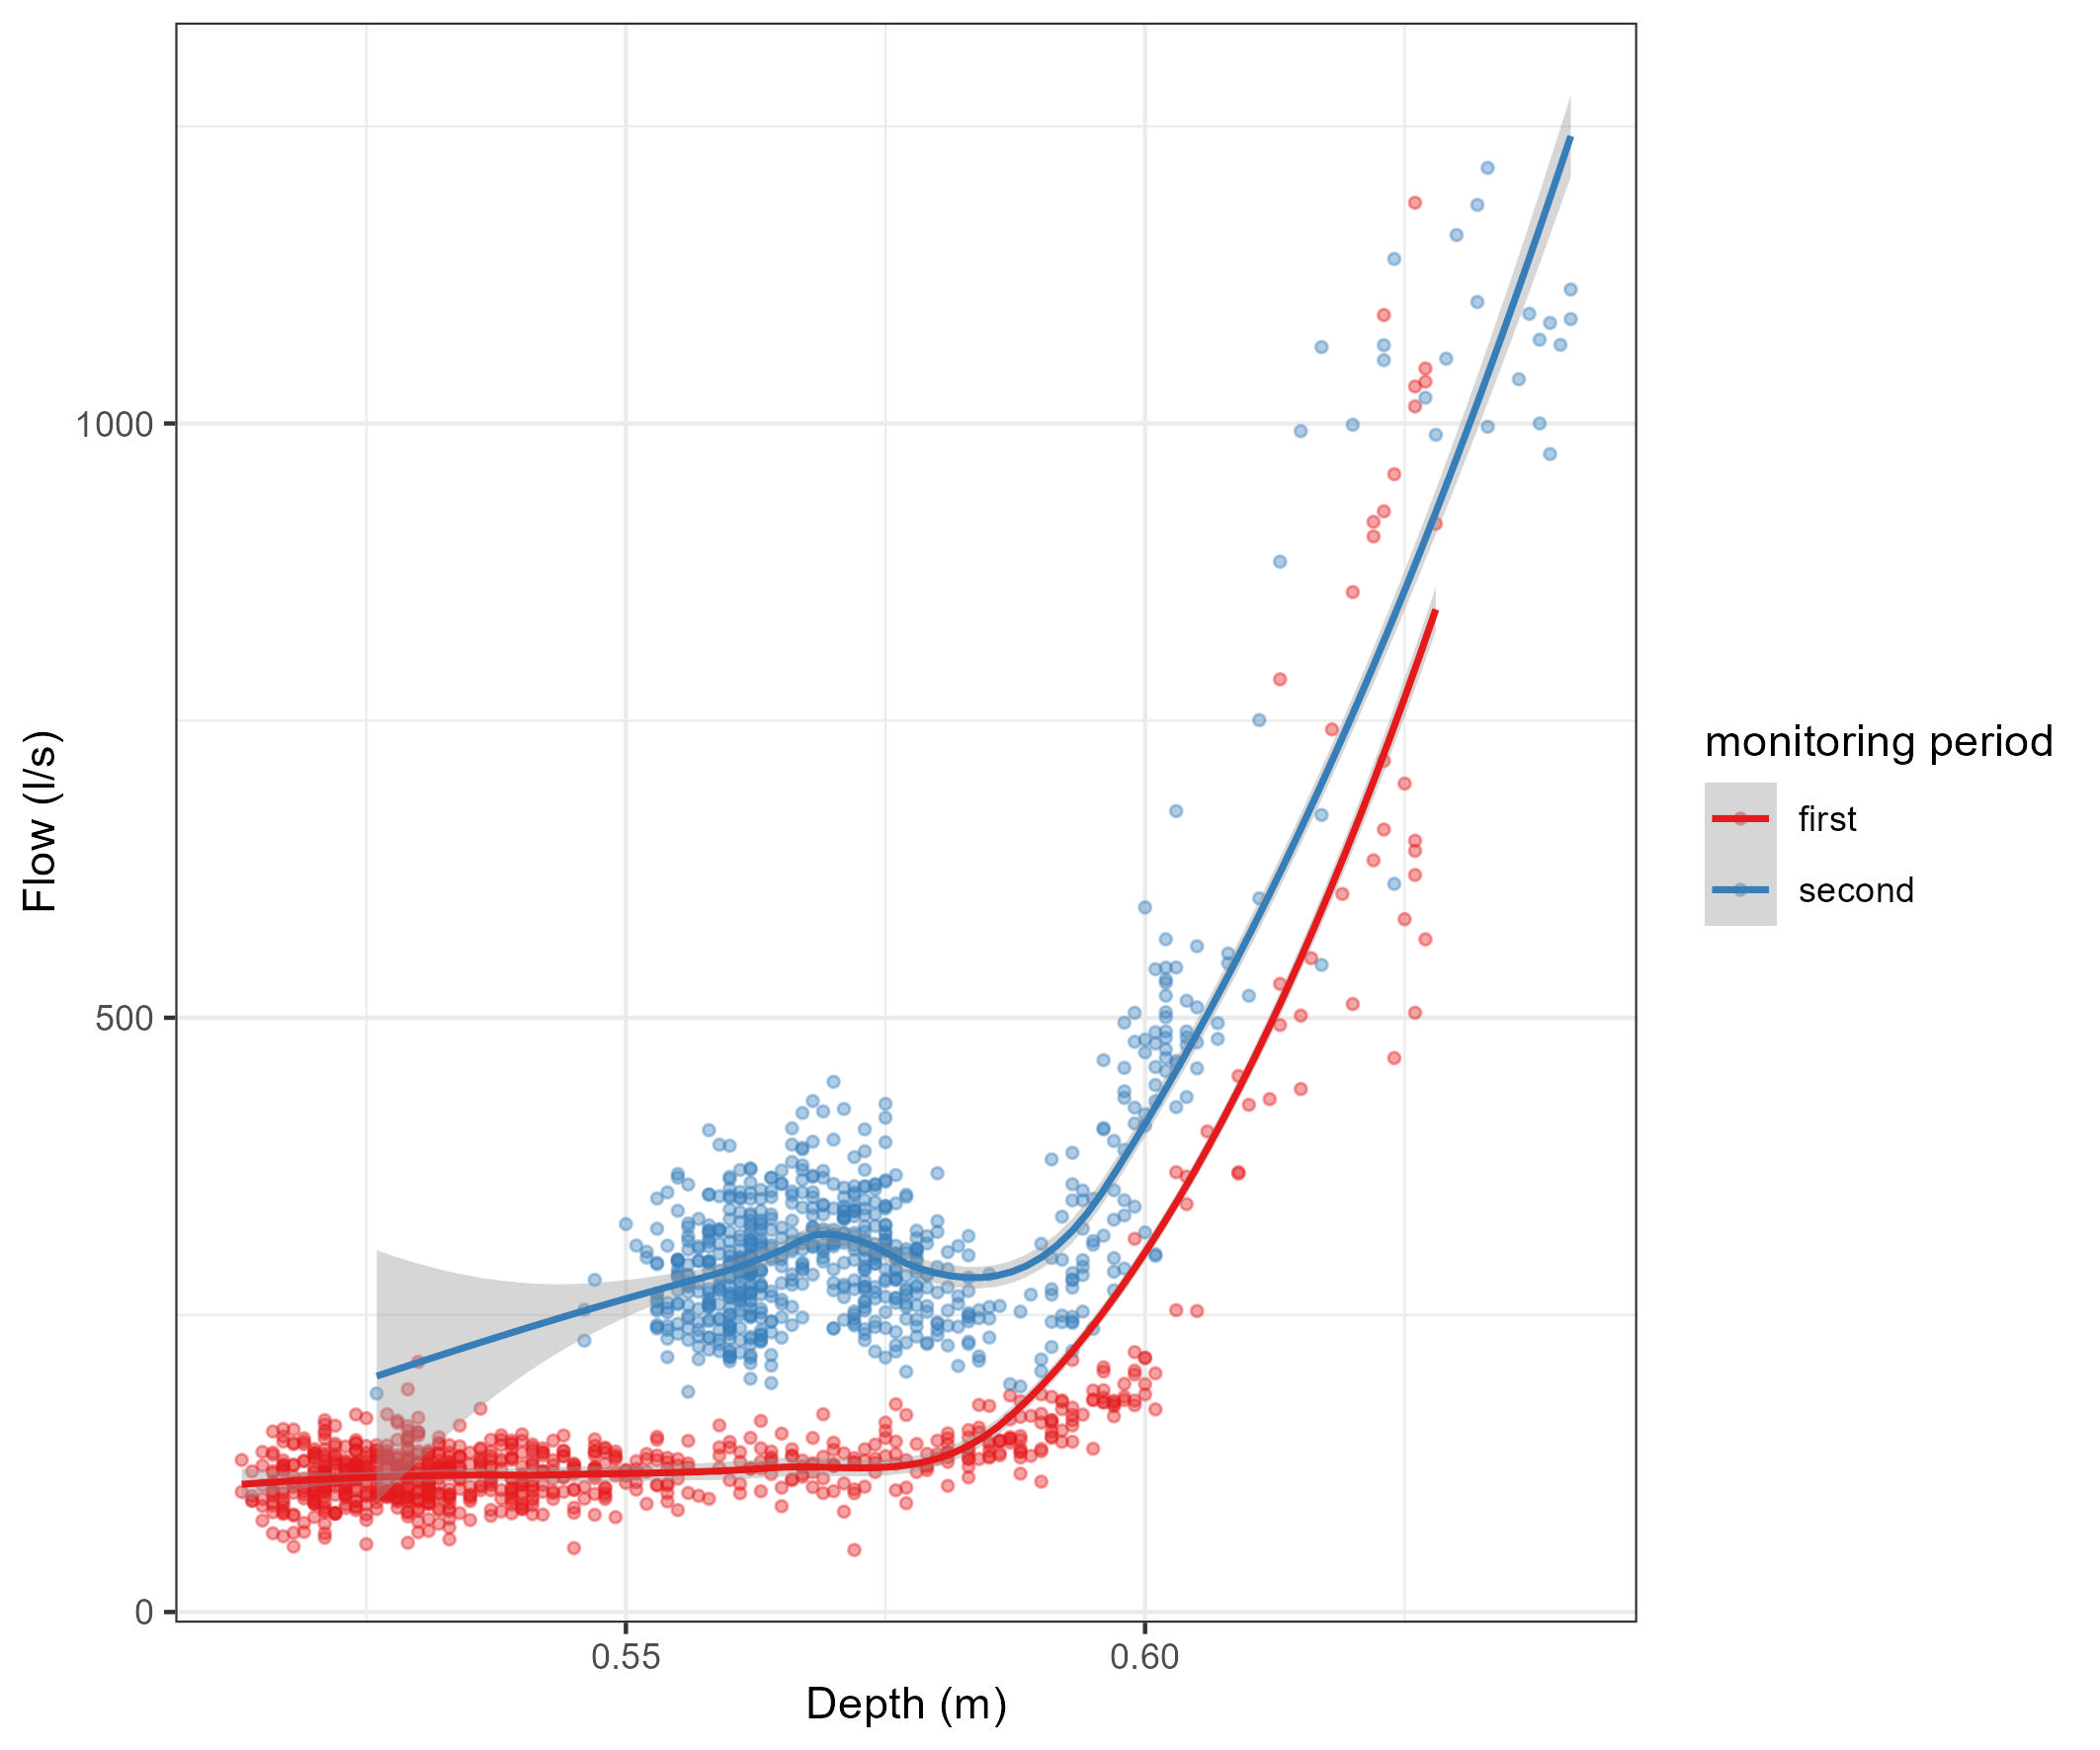 Flow (l/s)
1000
500
0
0.55
0.60
Depth (m)
monitoring period
first
second